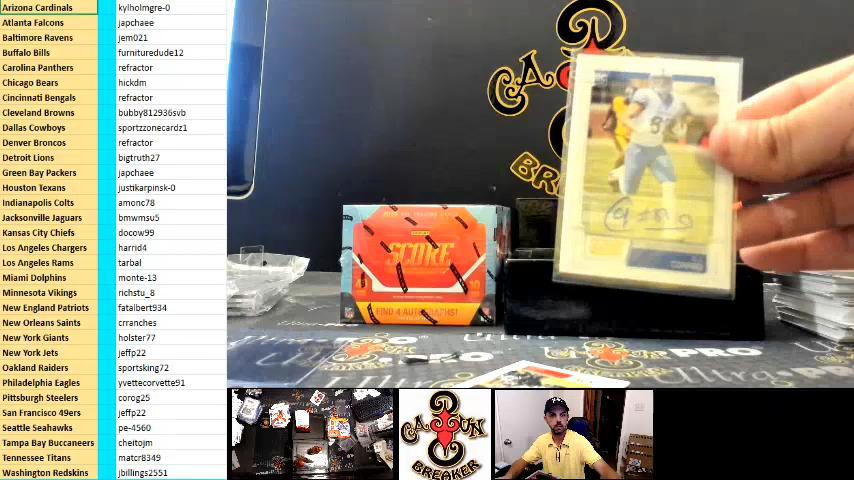 Arizona Cardinals kylholmgre-0
Atlanta Falcons japchaee
Baltimore Ravens jem021
Buffalo Bills furnituredude12
Carolina Panthers refractor
Chicago Bears hickdm
Cincinnati Bengals refractor
Cleveland Browns bubby812936svb
Dallas Cowboys sportzzonecardz1
Denver Broncos refractor
Detroit Lions bigtruth27
Green Bay Packers japchaee
Houston Texans justkarpinsk-0
Indianapolis Colts amonc78
Jacksonville Jaguars bmwmsu5
Kansas City Chiefs docow99
Los Angeles Chargers harrid4
Los Angeles Rams tarbal
Miami Dolphins monte-13
Minnesota Vikings richstu_8
New England Patriots fatalbert934
New Orleans Saints crranches
New York Giants holster77
New York Jets jeffp22
Oakland Raiders sportsking72
Philadelphia Eagles yvettecorvette91
Pittsburgh Steelers corog25
San Francisco 49ers jeffp22
Seattle Seahawks pe-4560
Tampa Bay Buccaneers cheitojm
Tennessee Titans matcr8349
Washington Redskins jbillings2551
CA
SCORE
10
FIND 4 AUTOGRAPHS!
Ultra PRO
CAJUN
BREAKER